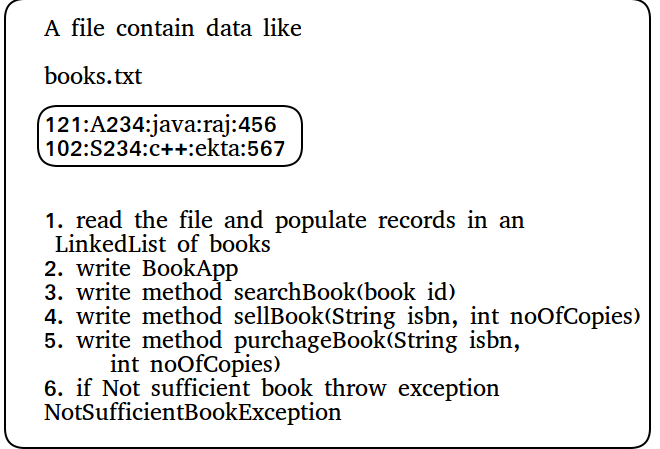 A file contain data like
books.txt
121:A234:java:raj:456
102:S234:c++:ekta:567
1. read the file and populate records in an
LinkedList of books
2. write BookApp
3. write method searchBook(book id)
4. write method sellBook(String isbn, int noOfCopies)
5. write method purchageBook(String isbn,
int noOfCopies)
6. if Not sufficient book throw exception
NotSufficientBookException